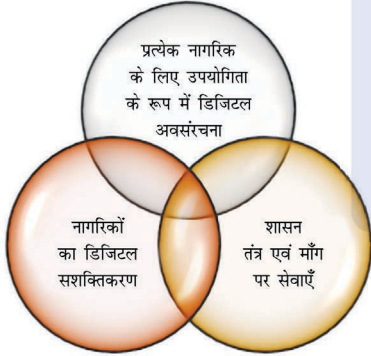 प्रत्येक नागरिक
के लिए उपयोगिता
के रूप में डिजिटल
अवसंरचना
नागरिकों
का डिजिटल
सशक्तिकरण
शासन
तंत्र एवं माँग
पर सेवाएँ